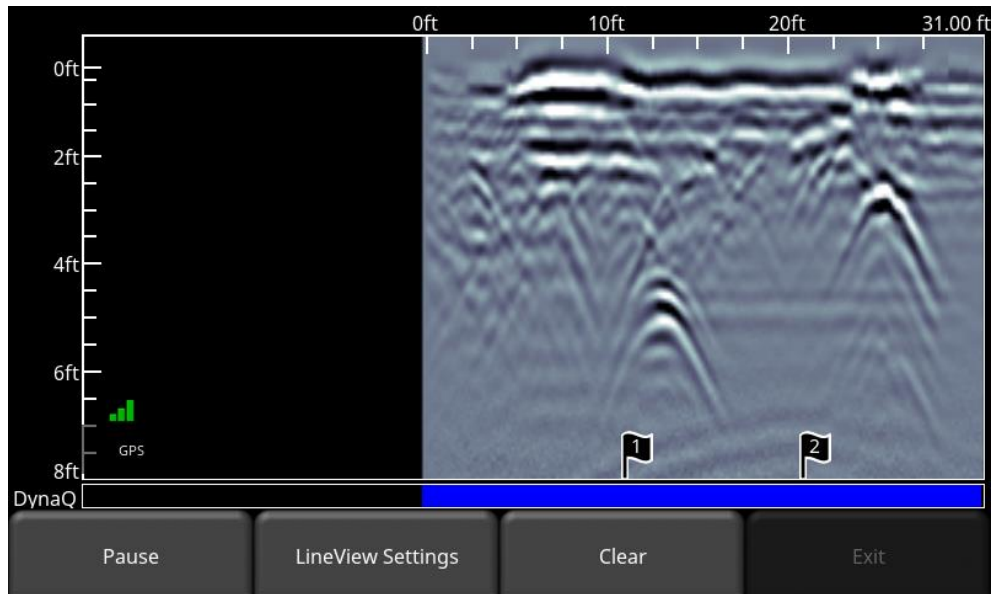 0ft 10ft 20ft 31.00 ft
0ft
2ft
4ft
6ft
GPS
1 2
8ft
DynaQ
Pause LineView Settings Clear Exit